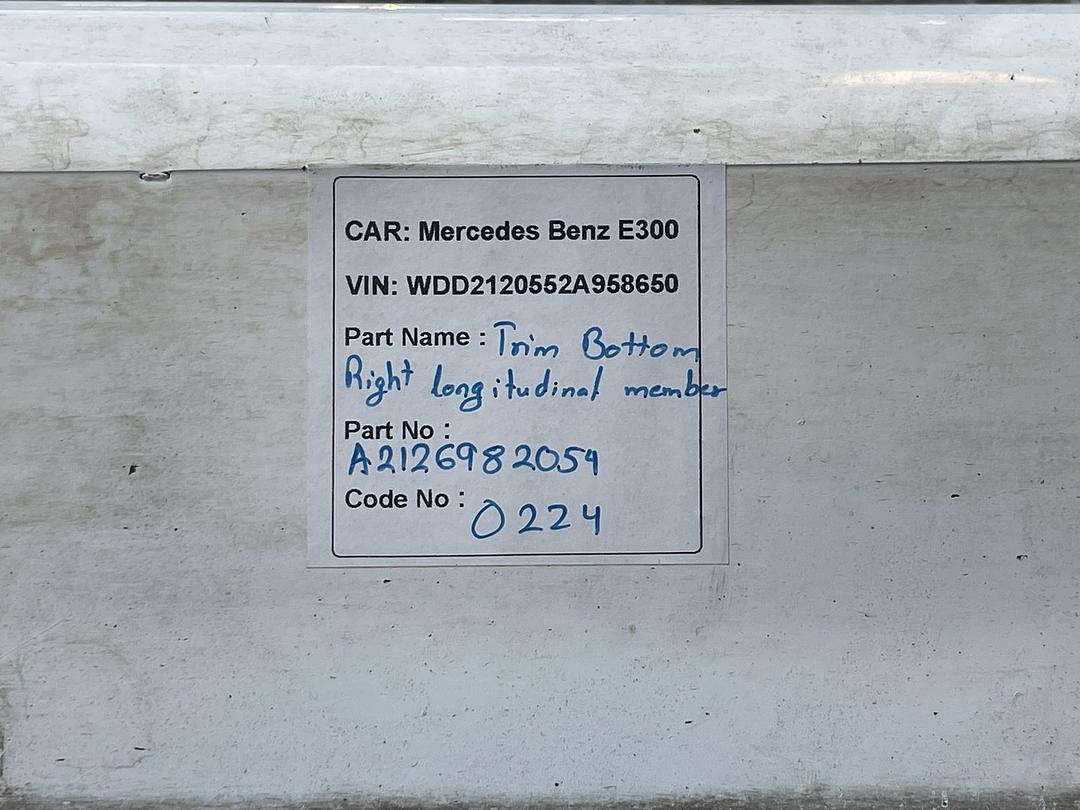 CAR: Mercedes Benz E300
VIN: WDD2120552A958650
Part Name : Trim Bottom
Right longitudinal member
Part No :
A2126982054
Code No :
0224